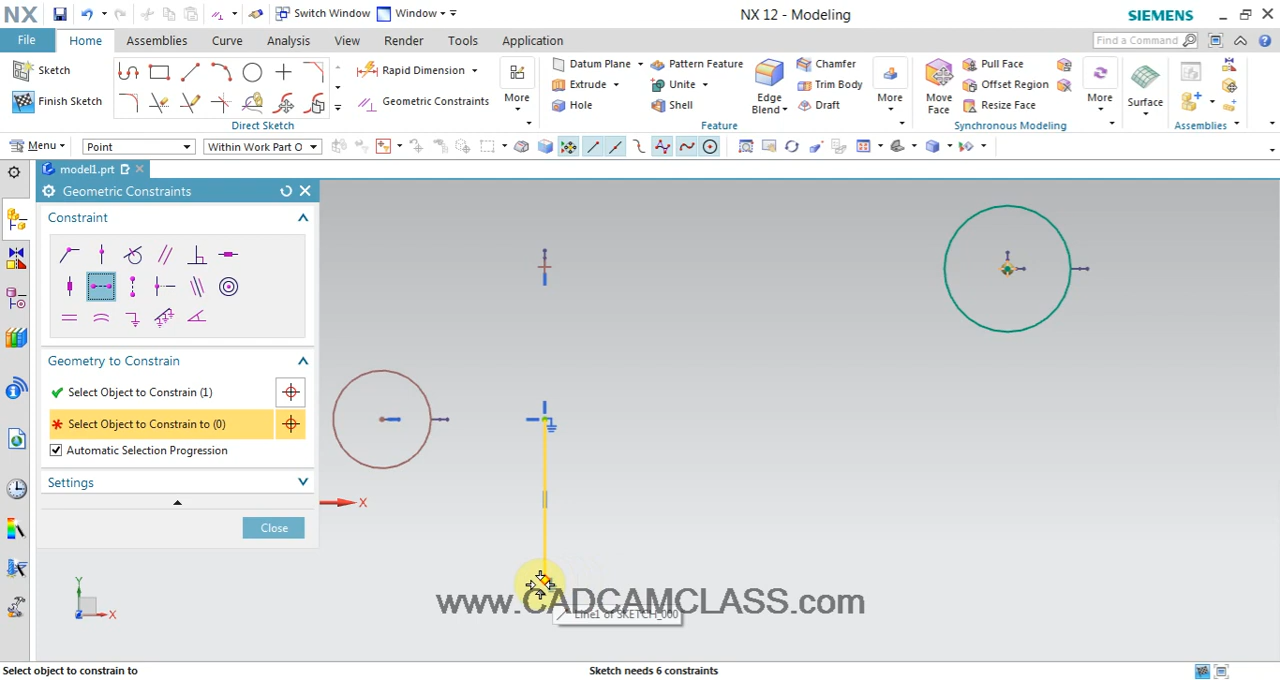 NX Switch Window Window NX 12 - Modeling SIEMENS
File Home Assemblies Curve Analysis View Render Tools Application Find a Command
Sketch Rapid Dimension More Datum Plane Pattern Feature Edge Blend Chamfer More Move Face Pull Face More Surface
Extrude Unite Trim Body Offset Region
Finish Sketch Geometric Constraints Hole Shell Draft Resize Face
Direct Sketch Feature Synchronous Modeling Assemblies
Menu Point Within Work Part O
model1.prt
Geometric Constraints
Constraint
Geometry to Constrain
Select Object to Constrain (1)
* Select Object to Constrain to (0)
Automatic Selection Progression
Settings
X
Close
Y
X
www.CADCAMCLASS.com
Line1 of SKETCH_000
Select object to constrain to Sketch needs 6 constraints